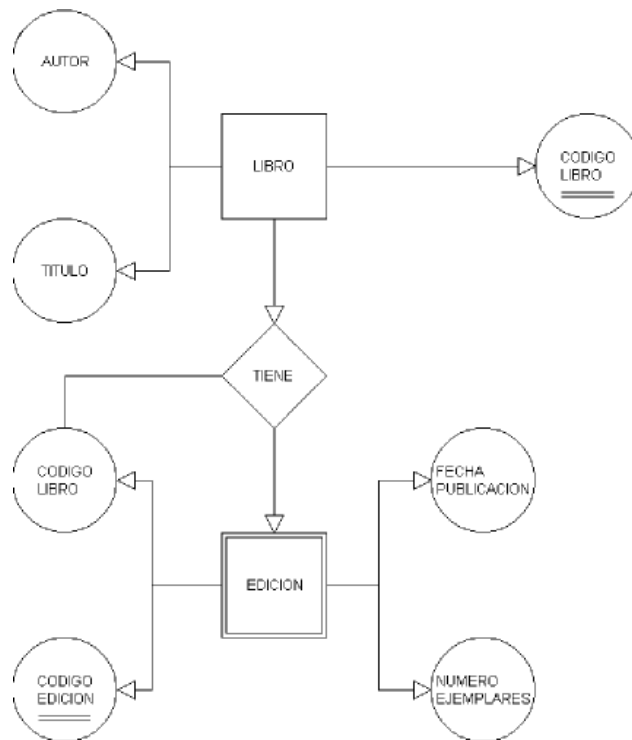 AUTOR
LIBRO
CODIGO
LIBRO
TITULO
TIENE
CODIGO
LIBRO
FECHA
PUBLICACION
EDICION
CODIGO
EDICION
NUMERO
EJEMPLARES